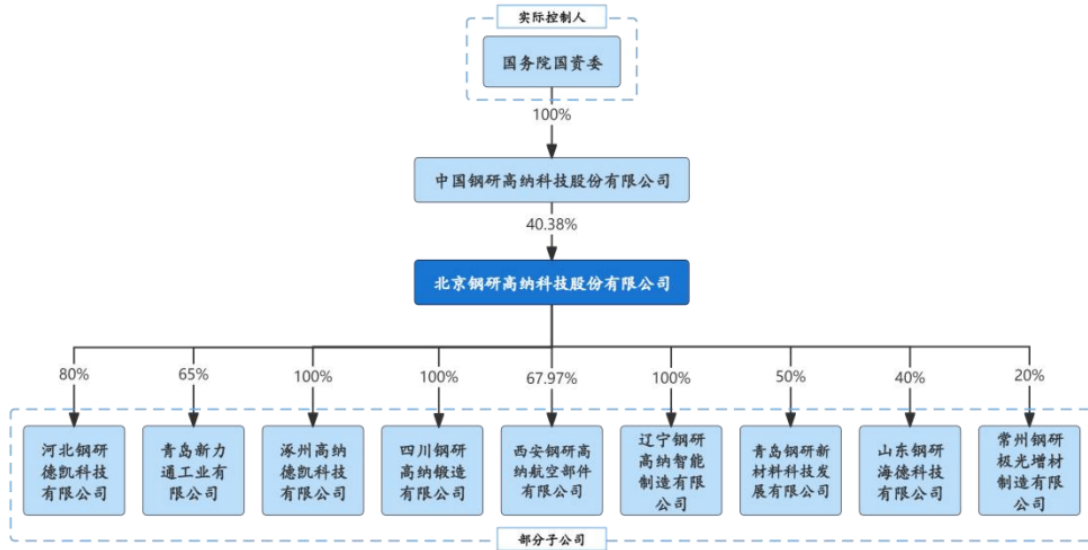 实际控制人
国务院国资委
100%
中国钢研高纳科技股份有限公司
40.38%
北京钢研高纳科技股份有限公司
80%
65%
100%
100%
67.97%
100%
50%
40%
20%
河北钢研
德凯科技
有限公司
青岛新力
通工业有
限公司
涿州高纳
德凯科技
有限公司
四川钢研
高纳锻造
有限公司
西安钢研高
纳航空部件
有限公司
辽宁钢研
高纳智能
制造有限
公司
青岛钢研新
材料科技发
展有限公司
山东钢研
海德科技
有限公司
常州钢研
极光增材
制造有限
公司
部分子公司